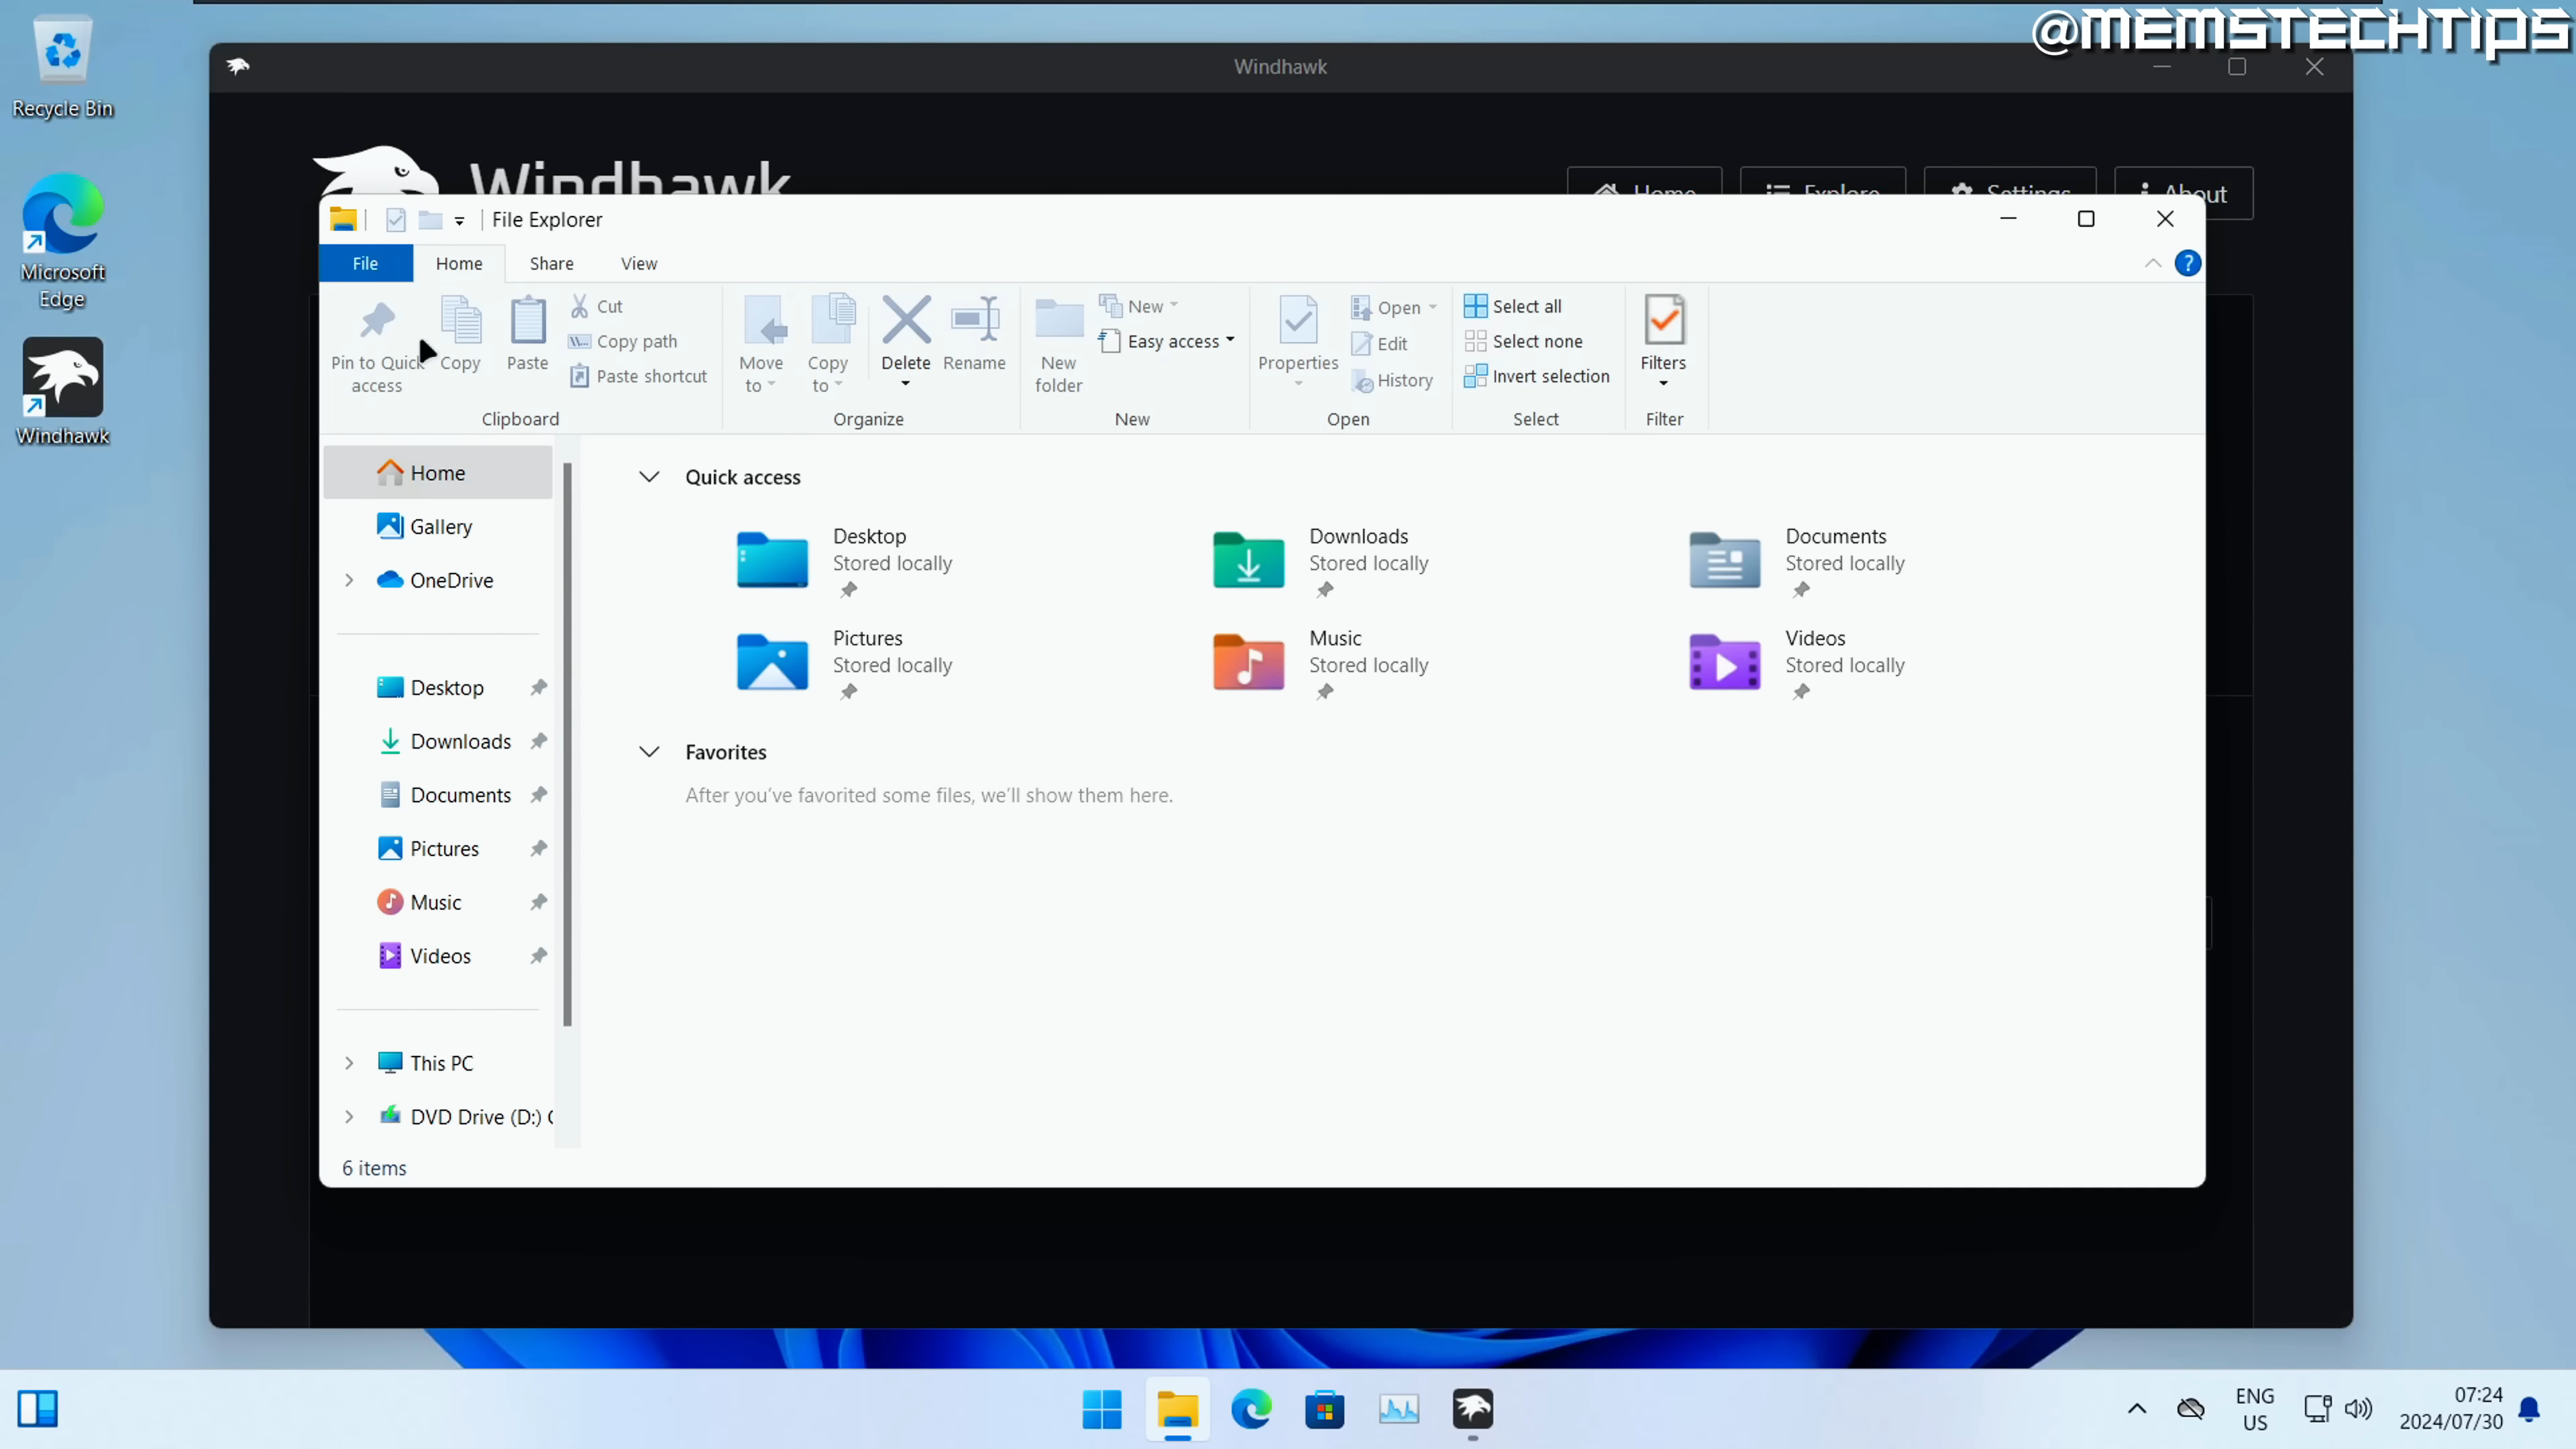 @MEMSTECHTIPS
Recycle Bin
Windhawk
Windhawk
Home
Explore
Settings
About
Microsoft
Edge
Windhawk
File Explorer
File
Home
Share
View
?
Pin to Quick
access
Copy
Paste
Cut
Copy path
Paste shortcut
Clipboard
Move
to
Copy
to
Delete
Rename
Organize
New
folder
New
Easy access
New
Properties
Open
Edit
History
Open
Select all
Select none
Invert selection
Select
Filters
Filter
Home
Gallery
OneDrive
Desktop
Downloads
Documents
Pictures
Music
Videos
This PC
DVD Drive (D:) C
Quick access
Desktop
Stored locally
Downloads
Stored locally
Documents
Stored locally
Pictures
Stored locally
Music
Stored locally
Videos
Stored locally
Favorites
After you've favorited some files, we'll show them here.
6 items
ENG
US
07:24
2024/07/30